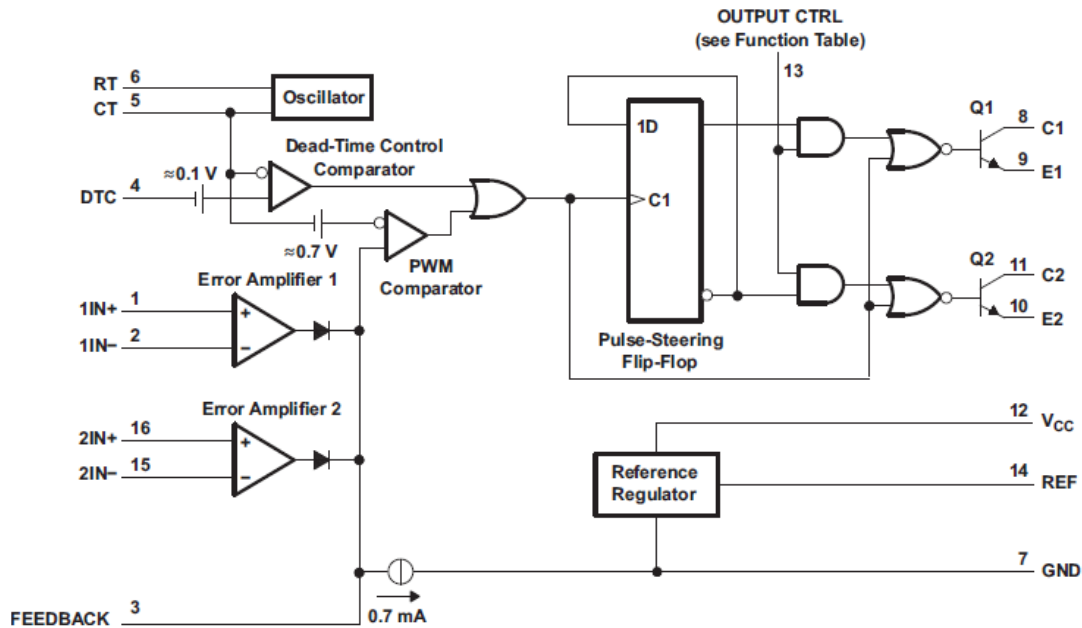 OUTPUT CTRL
(see Function Table)
13
RT 6
CT 5
Oscillator
Dead-Time Control
Comparator
≈0.1 V
DTC 4
≈0.7 V
PWM
Comparator
1D
C1
Pulse-Steering
Flip-Flop
Q1
8 C1
9 E1
Q2
11 C2
10 E2
Error Amplifier 1
1IN+ 1
+
1IN− 2
−
Error Amplifier 2
2IN+ 16
+
2IN− 15
−
12 VCC
Reference
Regulator
14 REF
7 GND
0.7 mA
FEEDBACK 3